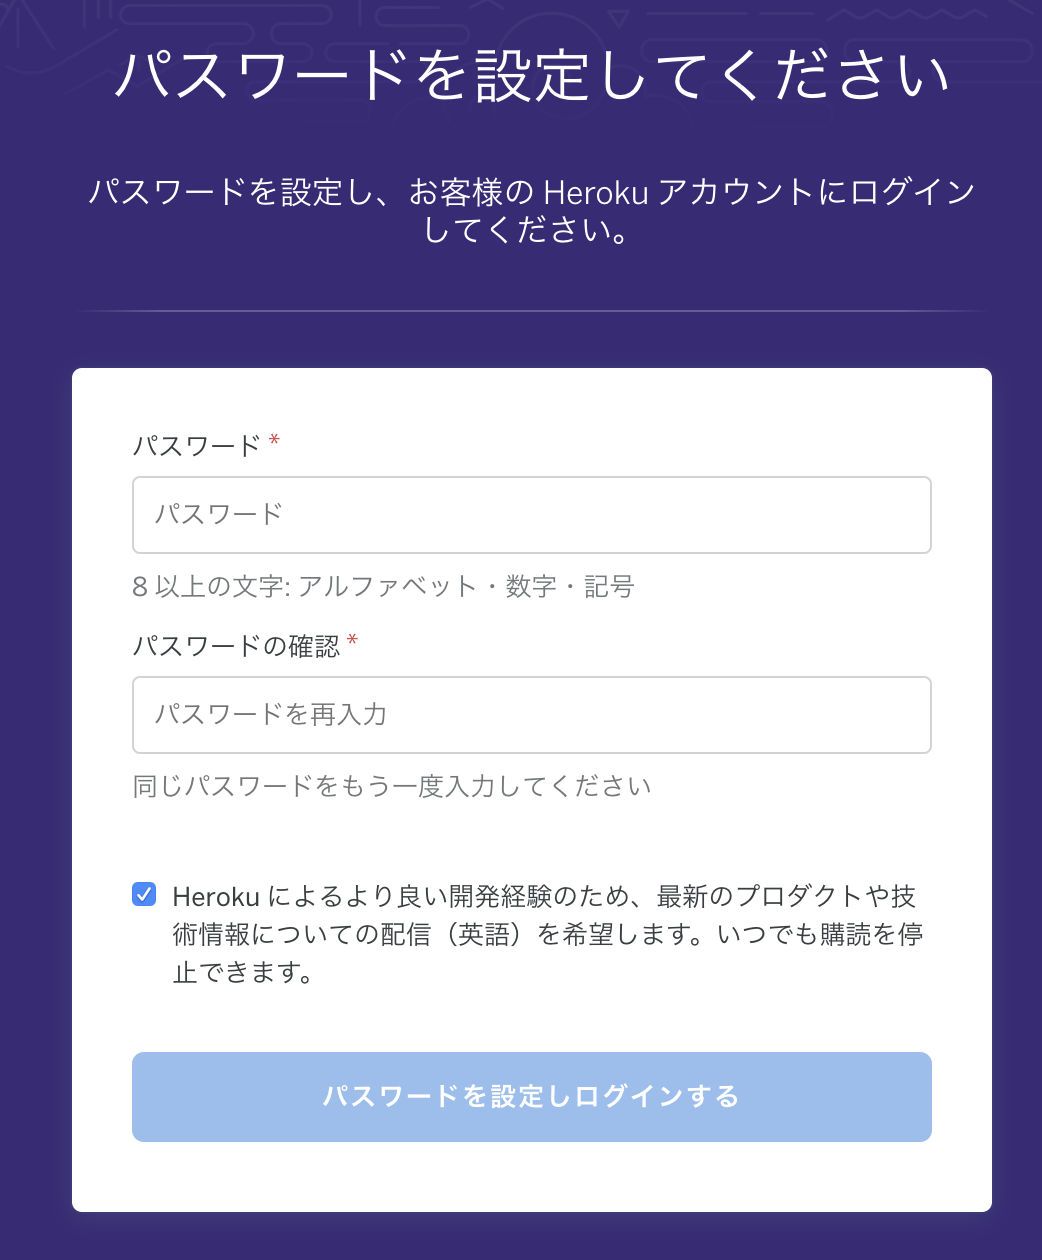 パスワードを設定してください
パスワードを設定し、お客様の Heroku アカウントにログイン
してください。
パスワード *
パスワード
8 以上の文字: アルファベット・数字・記号
パスワードの確認 *
パスワードを再入力
同じパスワードをもう一度入力してください
Heroku によるより良い開発経験のため、最新のプロダクトや技
術情報についての配信（英語）を希望します。いつでも購読を停
止できます。
パスワードを設定しログインする